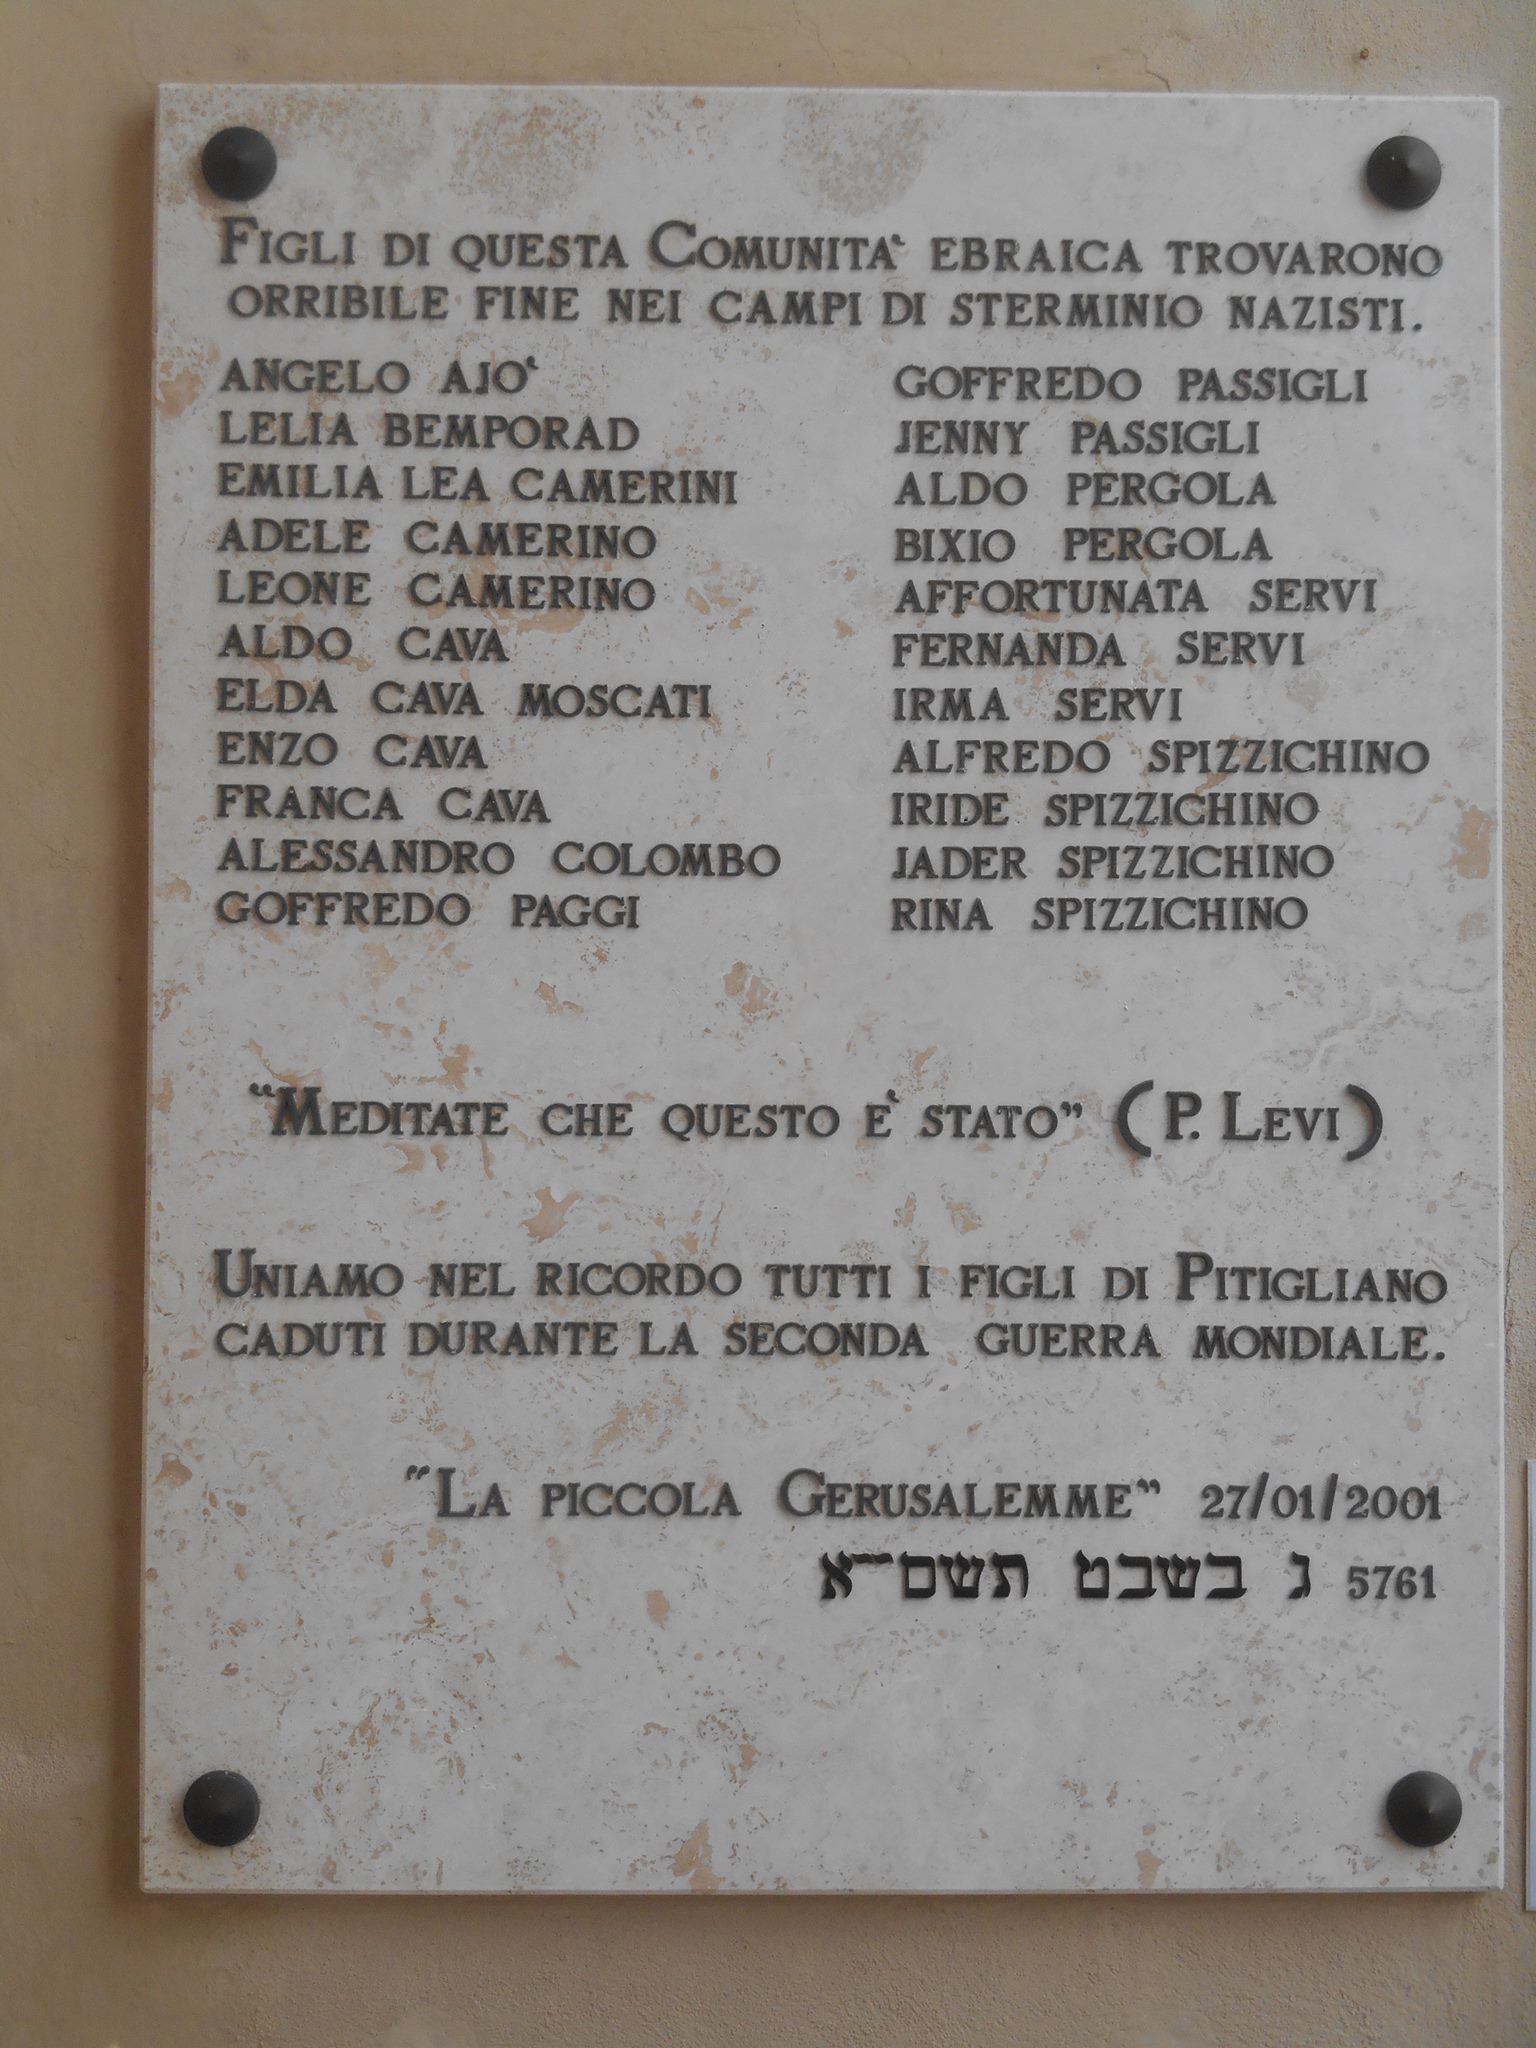 FIGLI DI QUESTA COMUNITA' EBRAICA TROVARONO
ORRIBILE FINE NEI CAMPI DI STERMINIO NAZISTI.
ANGELO AJO'
LELIA BEMPORAD
EMILIA LEA CAMERINI
ADELE CAMERINO
LEONE CAMERINO
ALDO CAVA
ELDA CAVA MOSCATI
ENZO CAVA
FRANCA CAVA
ALESSANDRO COLOMBO
GOFFREDO PAGGI
GOFFREDO PASSIGLI
JENNY PASSIGLI
ALDO PERGOLA
BIXIO PERGOLA
AFFORTUNATA SERVI
FERNANDA SERVI
IRMA SERVI
ALFREDO SPIZZICHINO
IRIDE SPIZZICHINO
JADER SPIZZICHINO
RINA SPIZZICHINO
"MEDITATE CHE QUESTO E' STATO" (P. LEVI)
UNIAMO NEL RICORDO TUTTI I FIGLI DI PITIGLIANO
CADUTI DURANTE LA SECONDA GUERRA MONDIALE.
"LA PICCOLA GERUSALEMME" 27/01/2001
ג בשבט תשם״א 5761